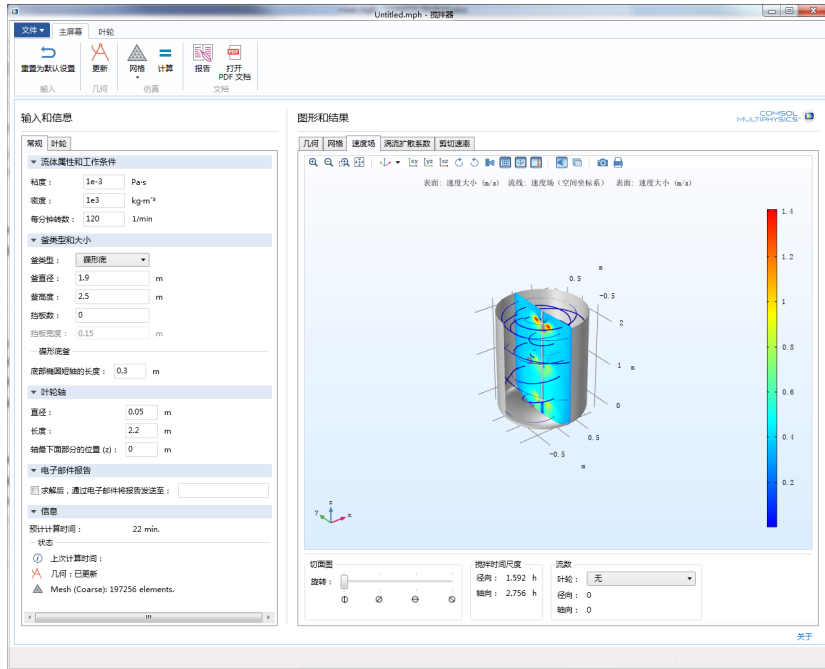 Untitled.mph - 搅拌器
文件 主屏幕 叶轮
重置为默认设置 更新 网格 计算 报告 打开 PDF 文档
输入 几何 仿真 文档
输入和信息
常规 叶轮
流体属性和工作条件
粘度： 1e-3 Pa·s
密度： 1e3 kg·m⁻³
每分钟转数： 120 1/min
釜类型和大小
釜类型： 碟形底
釜直径： 1.9 m
釜高度： 2.5 m
挡板数： 0
挡板宽度： 0.15 m
碟形底釜
底部椭圆短轴的长度： 0.3 m
叶轮轴
直径： 0.05 m
长度： 2.2 m
轴最下面部分的位置 (z)： 0 m
电子邮件报告
求解后，通过电子邮件将报告发送至：
信息
预计计算时间： 22 min.
状态
上次计算时间：
几何：已更新
Mesh (Coarse): 197256 elements.
图形和结果
COMSOL
MULTIPHYSICS®
几何 网格 速度场 涡流扩散系数 剪切速率
xy yz xz
表面: 速度大小 (m/s) 流线: 速度场 (空间坐标系) 表面: 速度大小 (m/s)
m
0.5
-0.5
2
1 m
0
0.5
-0.5
m
z
y x
1.4
1.2
1
0.8
0.6
0.4
0.2
切面图
旋转：
搅拌时间尺度
径向： 1.592 h
轴向： 2.756 h
流数
叶轮： 无
径向： 0
轴向： 0
关于